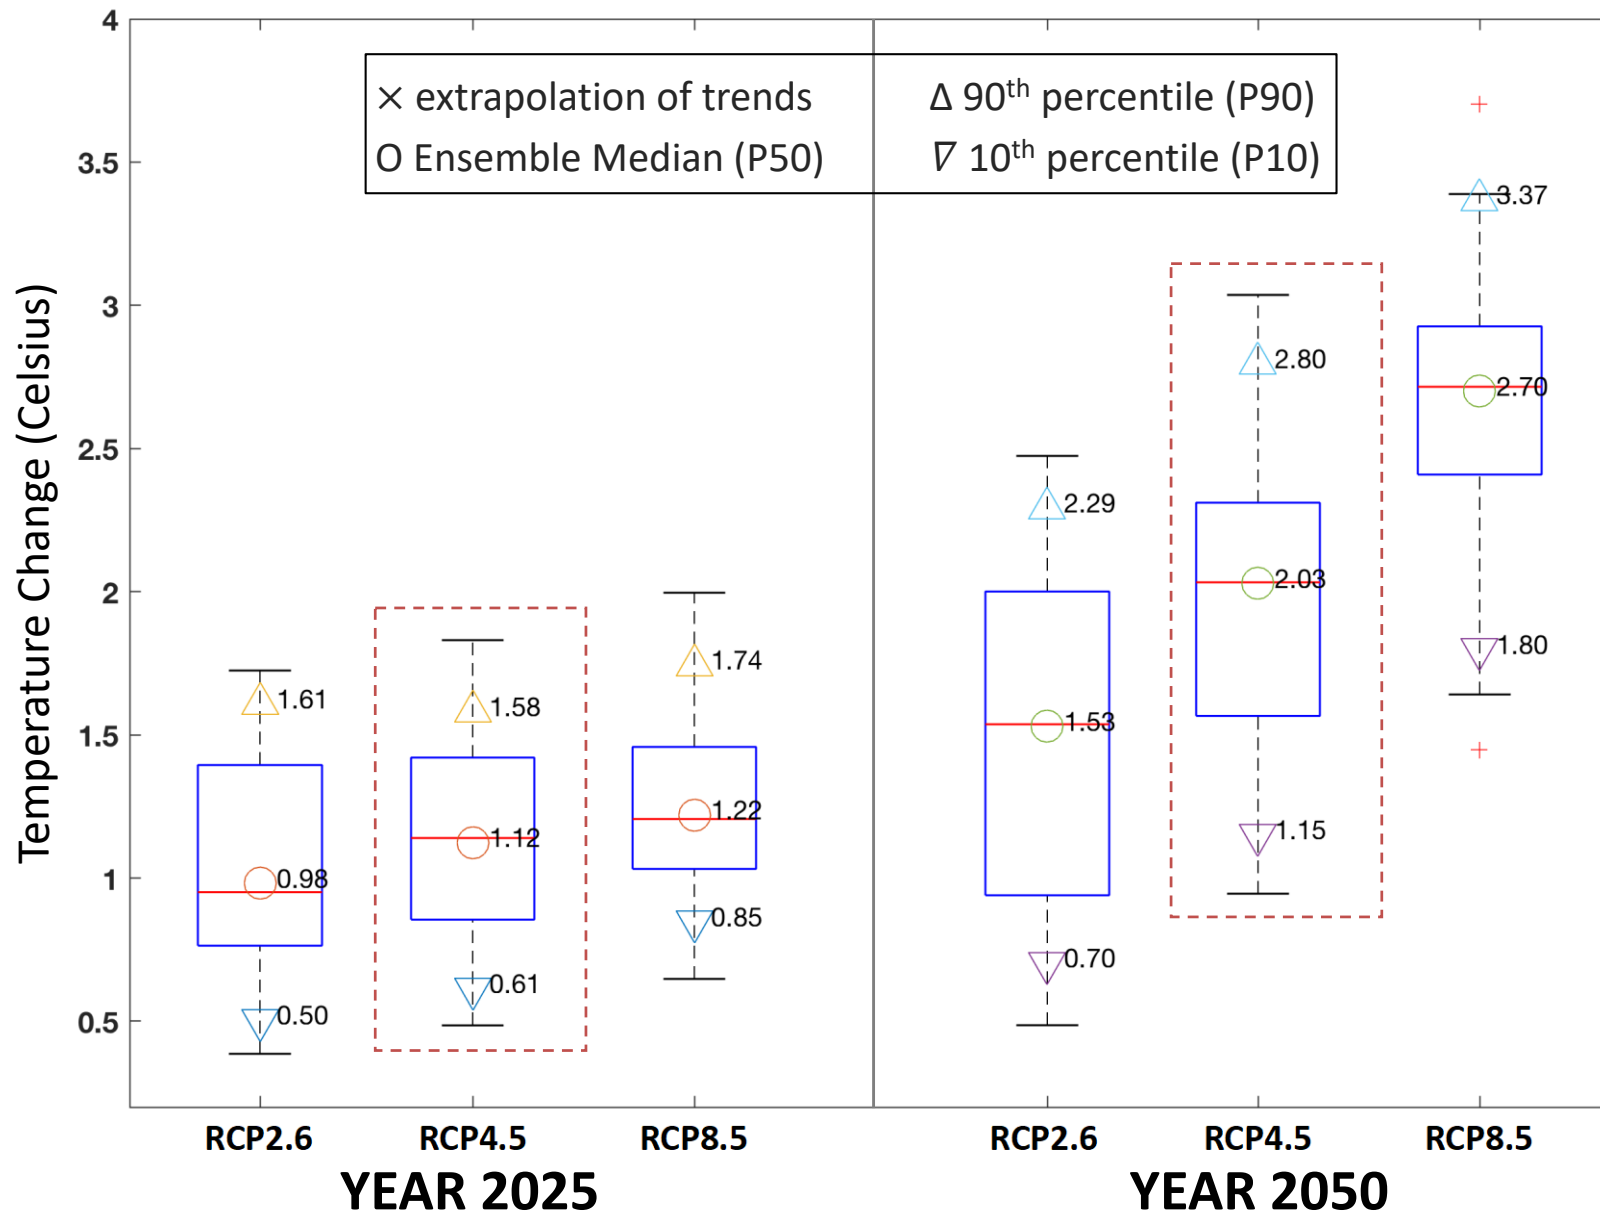 4
3.5
3
2.5
2
1.5
1
0.5
Temperature Change (Celsius)
× extrapolation of trends
Δ 90th percentile (P90)
O Ensemble Median (P50)
∇ 10th percentile (P10)
1.61
0.98
0.50
1.58
1.12
0.61
1.74
1.22
0.85
2.29
1.53
0.70
2.80
2.03
1.15
3.37
2.70
1.80
RCP2.6
RCP4.5
RCP8.5
RCP2.6
RCP4.5
RCP8.5
YEAR 2025
YEAR 2050